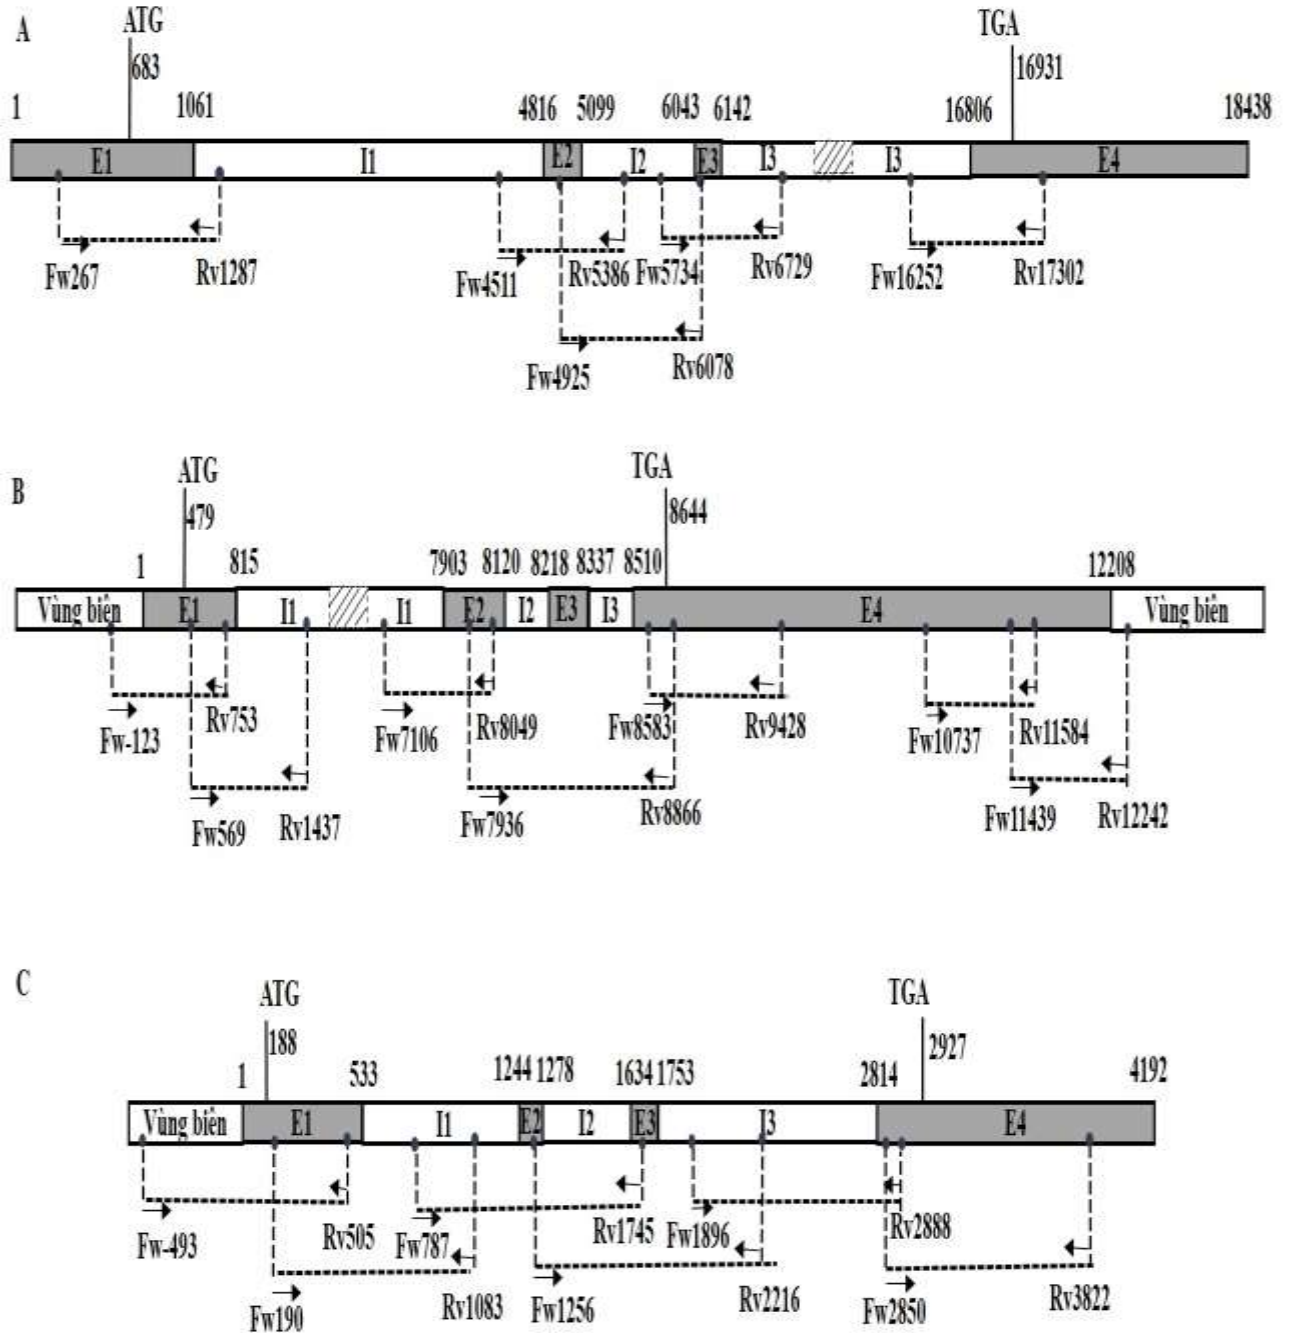 A
ATG
TGA
683
16931
1 1061 4816 5099 6043 6142 16806 18438
E1 I1 E2 I2 E3 I3 I3 E4
Fw267 Rv1287 Fw4511 Rv5386 Fw5734 Rv6729 Fw16252 Rv17302
Fw4925 Rv6078
B
ATG
TGA
479
8644
1 815 7903 8120 8218 8337 8510 12208
Vùng biên E1 I1 I1 E2 I2 E3 I3 E4 Vùng biên
Fw-123 Rv753 Fw7106 Rv8049 Fw8583 Rv9428 Fw10737 Rv11584
Fw569 Rv1437 Fw7936 Rv8866 Fw11439 Rv12242
C
ATG
TGA
188
2927
1 533 1244 1278 1634 1753 2814 4192
Vùng biên E1 I1 E2 I2 E3 I3 E4
Fw-493 Rv505 Fw787 Rv1745 Fw1896 Rv2888
Fw190 Rv1083 Fw1256 Rv2216 Fw2850 Rv3822